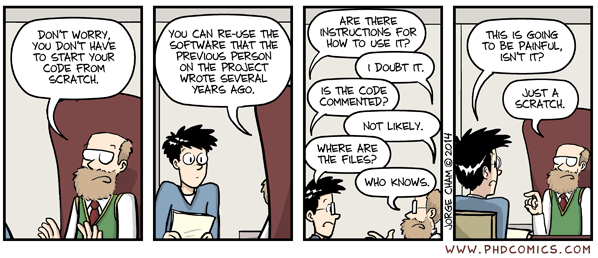 DON'T WORRY,
YOU DON'T HAVE
TO START YOUR
CODE FROM
SCRATCH.
YOU CAN RE-USE THE
SOFTWARE THAT THE
PREVIOUS PERSON
ON THE PROJECT
WROTE SEVERAL
YEARS AGO.
ARE THERE
INSTRUCTIONS FOR
HOW TO USE IT?
I DOUBT IT.
IS THE CODE
COMMENTED?
NOT LIKELY.
WHERE ARE
THE FILES?
WHO KNOWS.
JORGE CHAM © 2014
THIS IS GOING
TO BE PAINFUL,
ISN'T IT?
JUST A
SCRATCH.
WWW.PHDCOMICS.COM